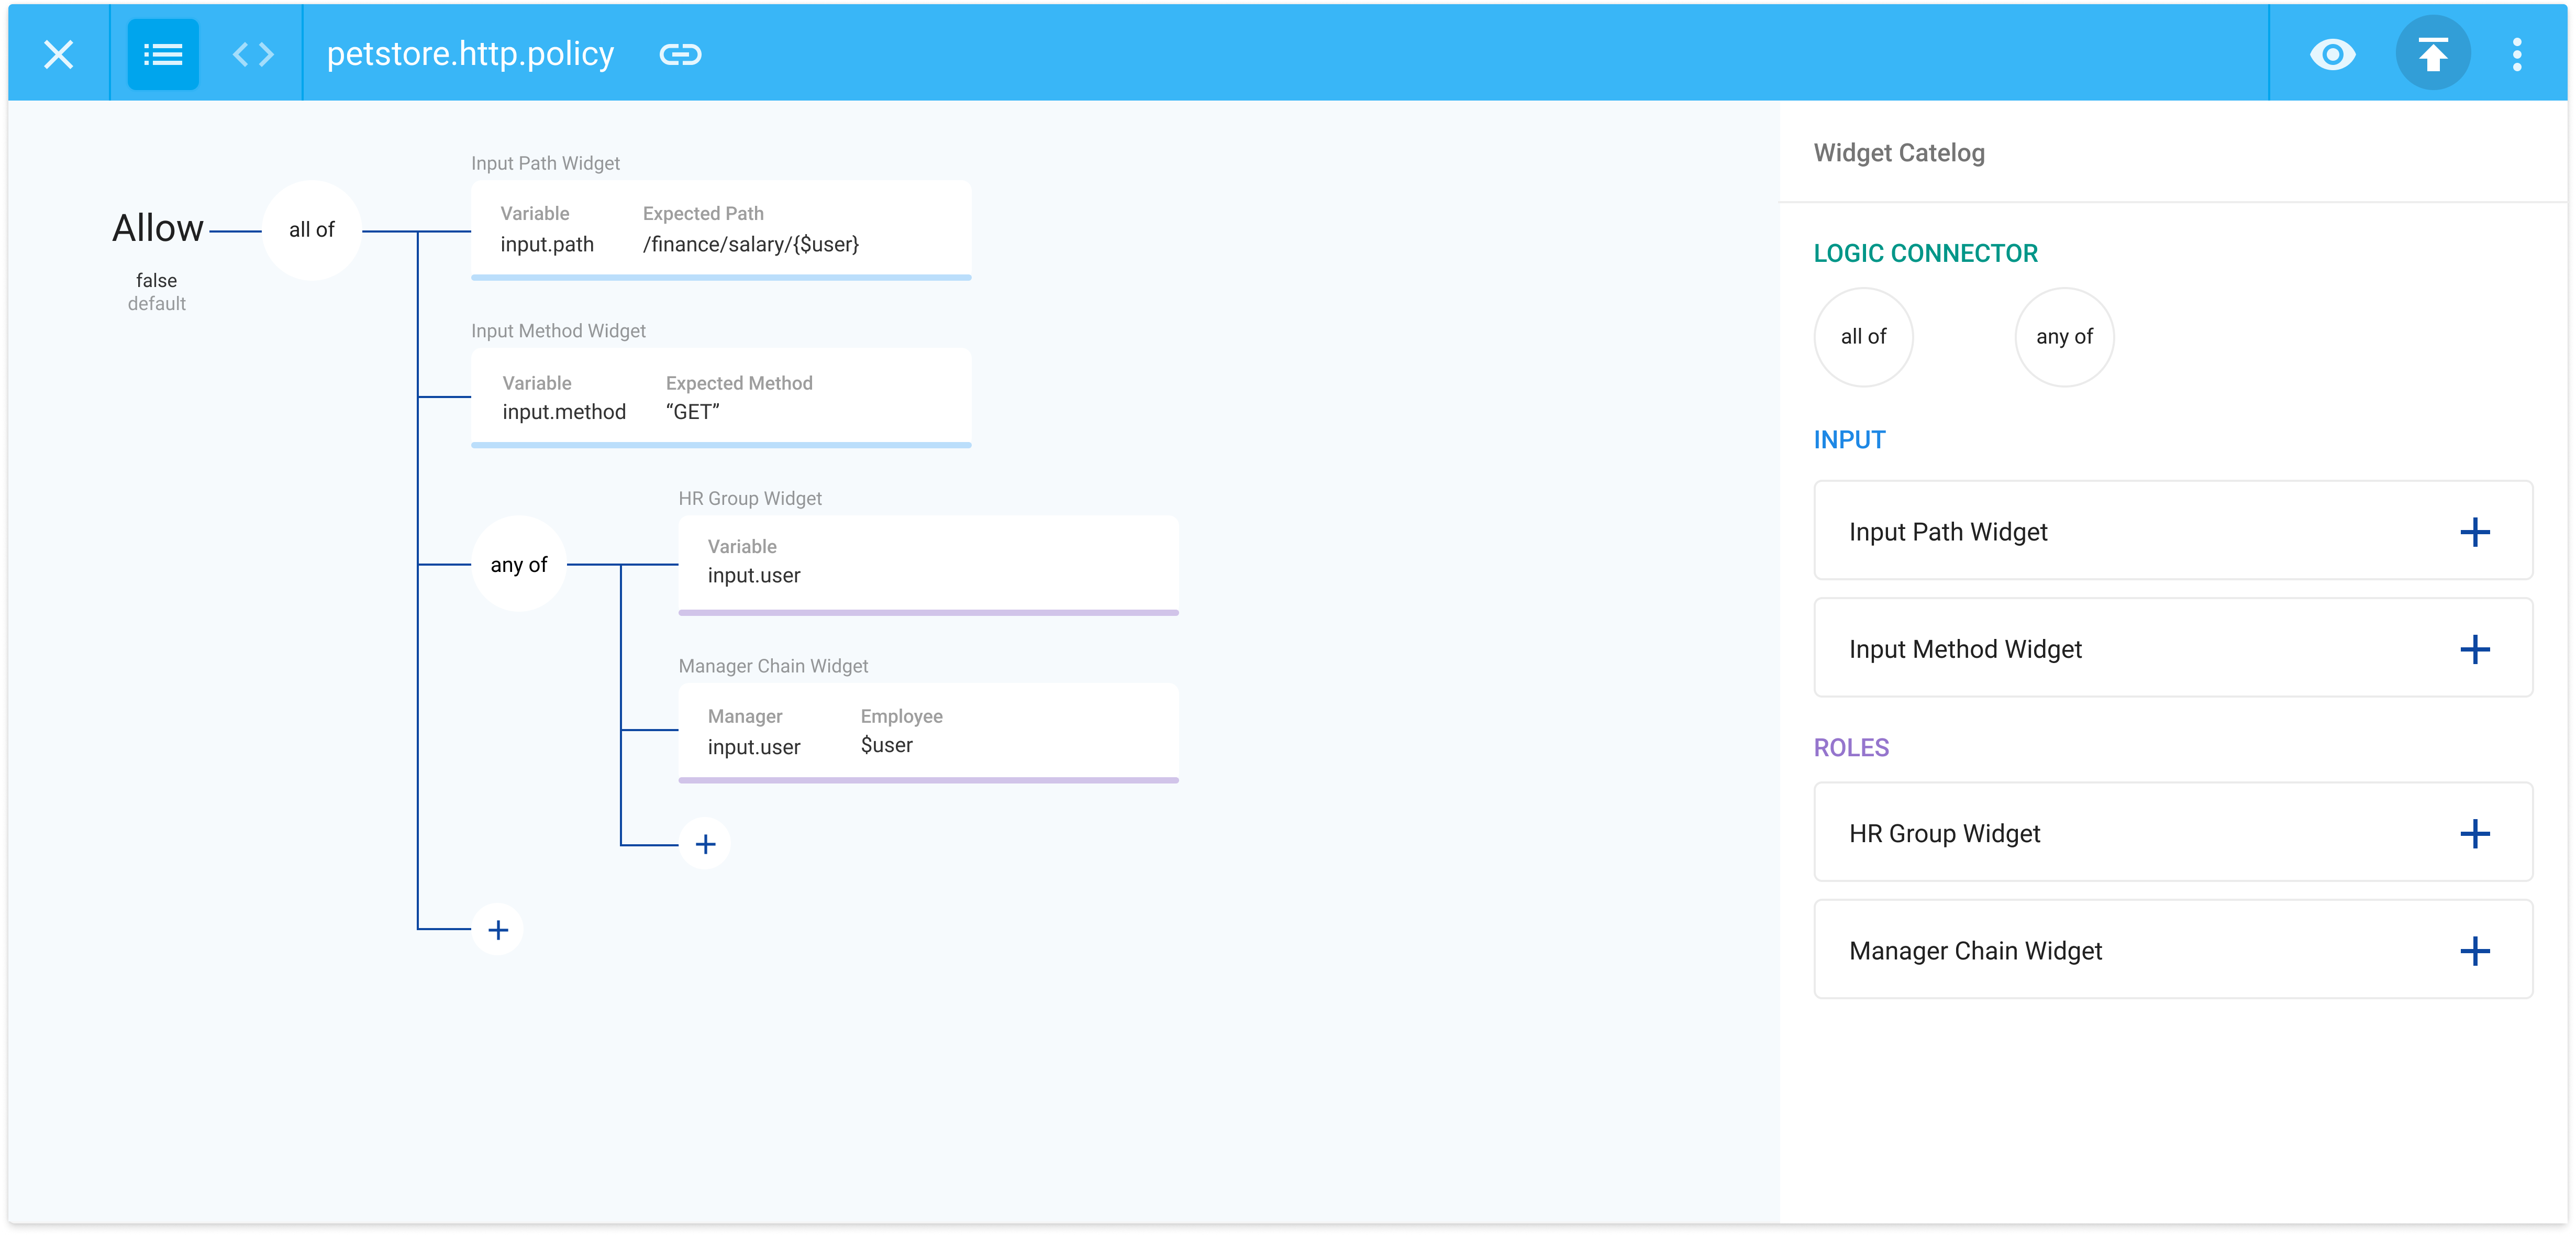 petstore.http.policy
Allow
false
default
all of
Input Path Widget
Variable Expected Path
input.path /finance/salary/{$user}
Input Method Widget
Variable Expected Method
input.method “GET”
any of
HR Group Widget
Variable
input.user
Manager Chain Widget
Manager Employee
input.user $user
Widget Catelog
LOGIC CONNECTOR
all of any of
INPUT
Input Path Widget
Input Method Widget
ROLES
HR Group Widget
Manager Chain Widget